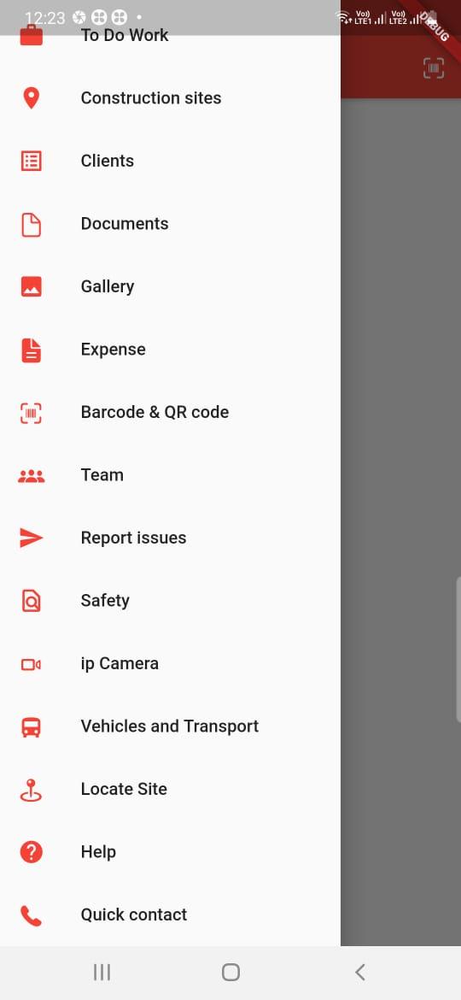 12:23
Vo)) LTE1
Vo)) LTE2
DEBUG
To Do Work
Construction sites
Clients
Documents
Gallery
Expense
Barcode & QR code
Team
Report issues
Safety
ip Camera
Vehicles and Transport
Locate Site
Help
Quick contact